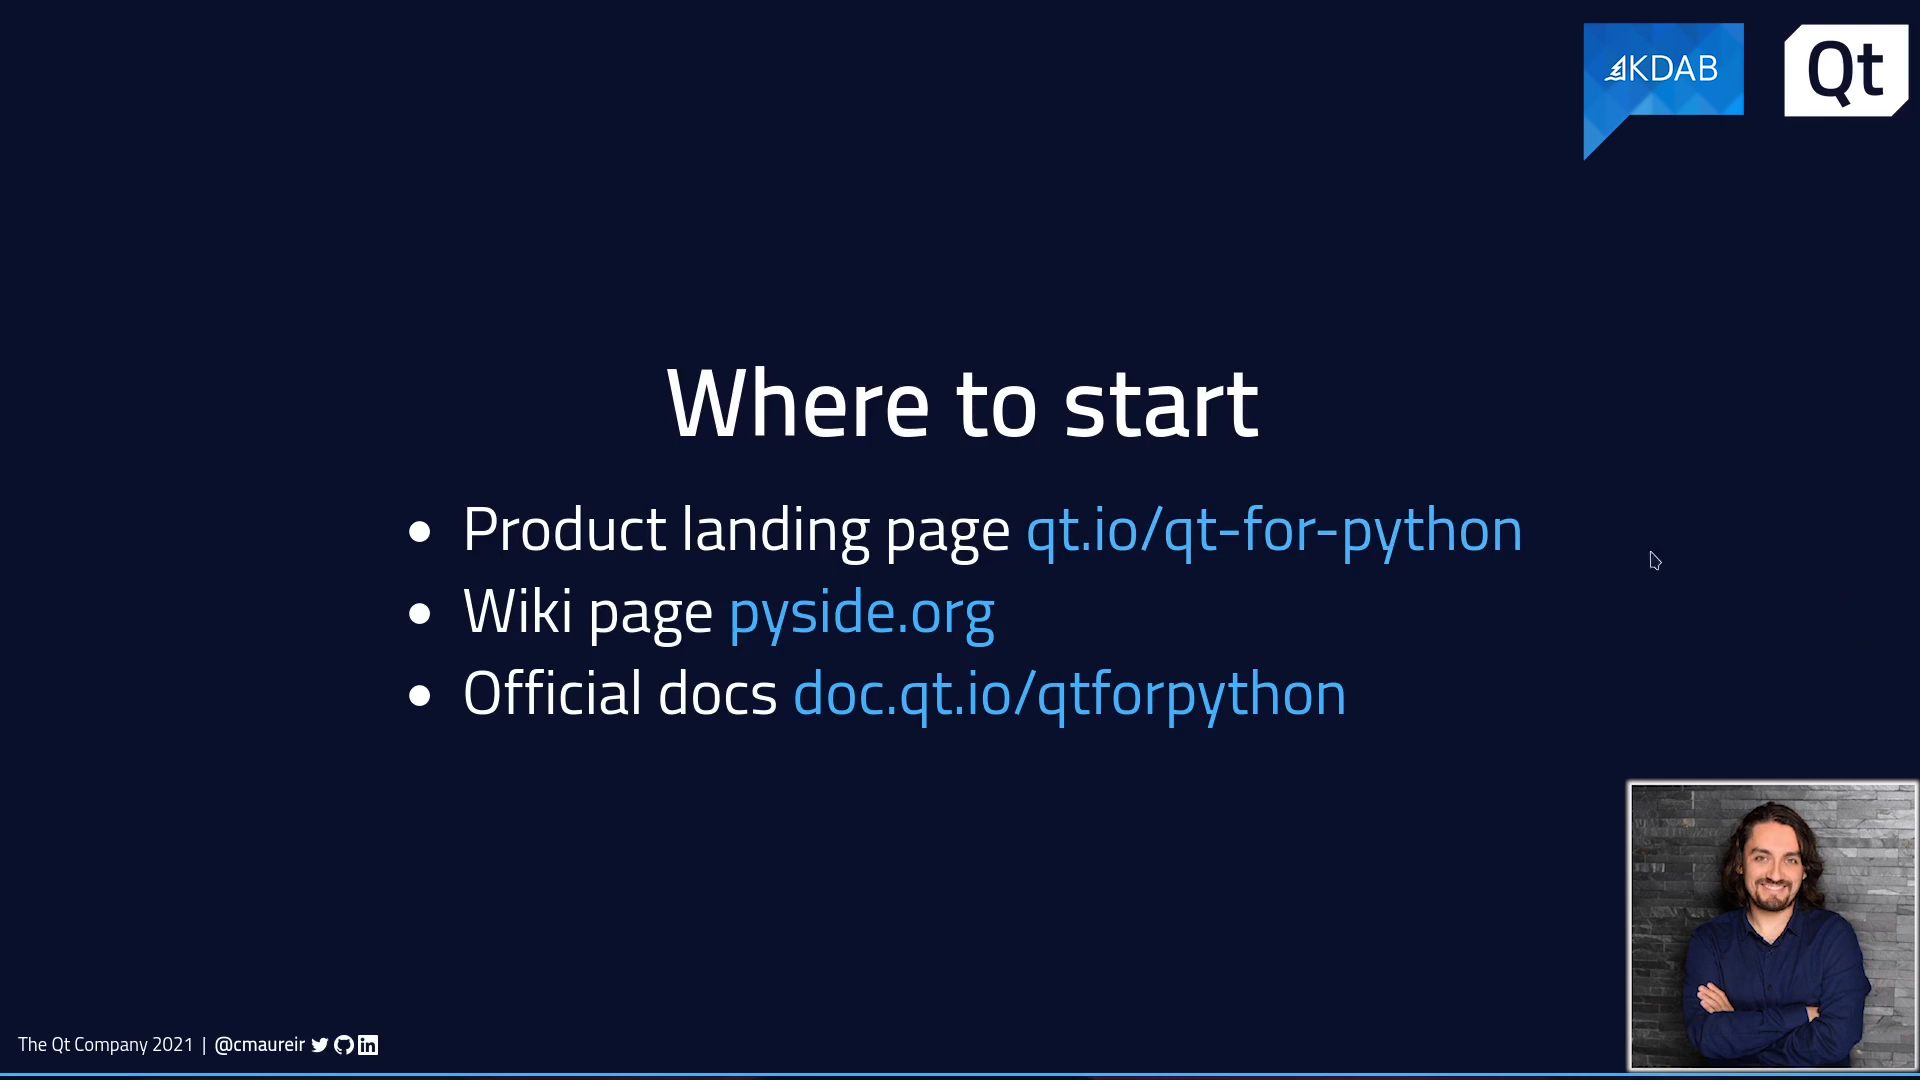 KDAB
Qt
Where to start
Product landing page qt.io/qt-for-python
Wiki page pyside.org
Official docs doc.qt.io/qtforpython
The Qt Company 2021 | @cmaureir